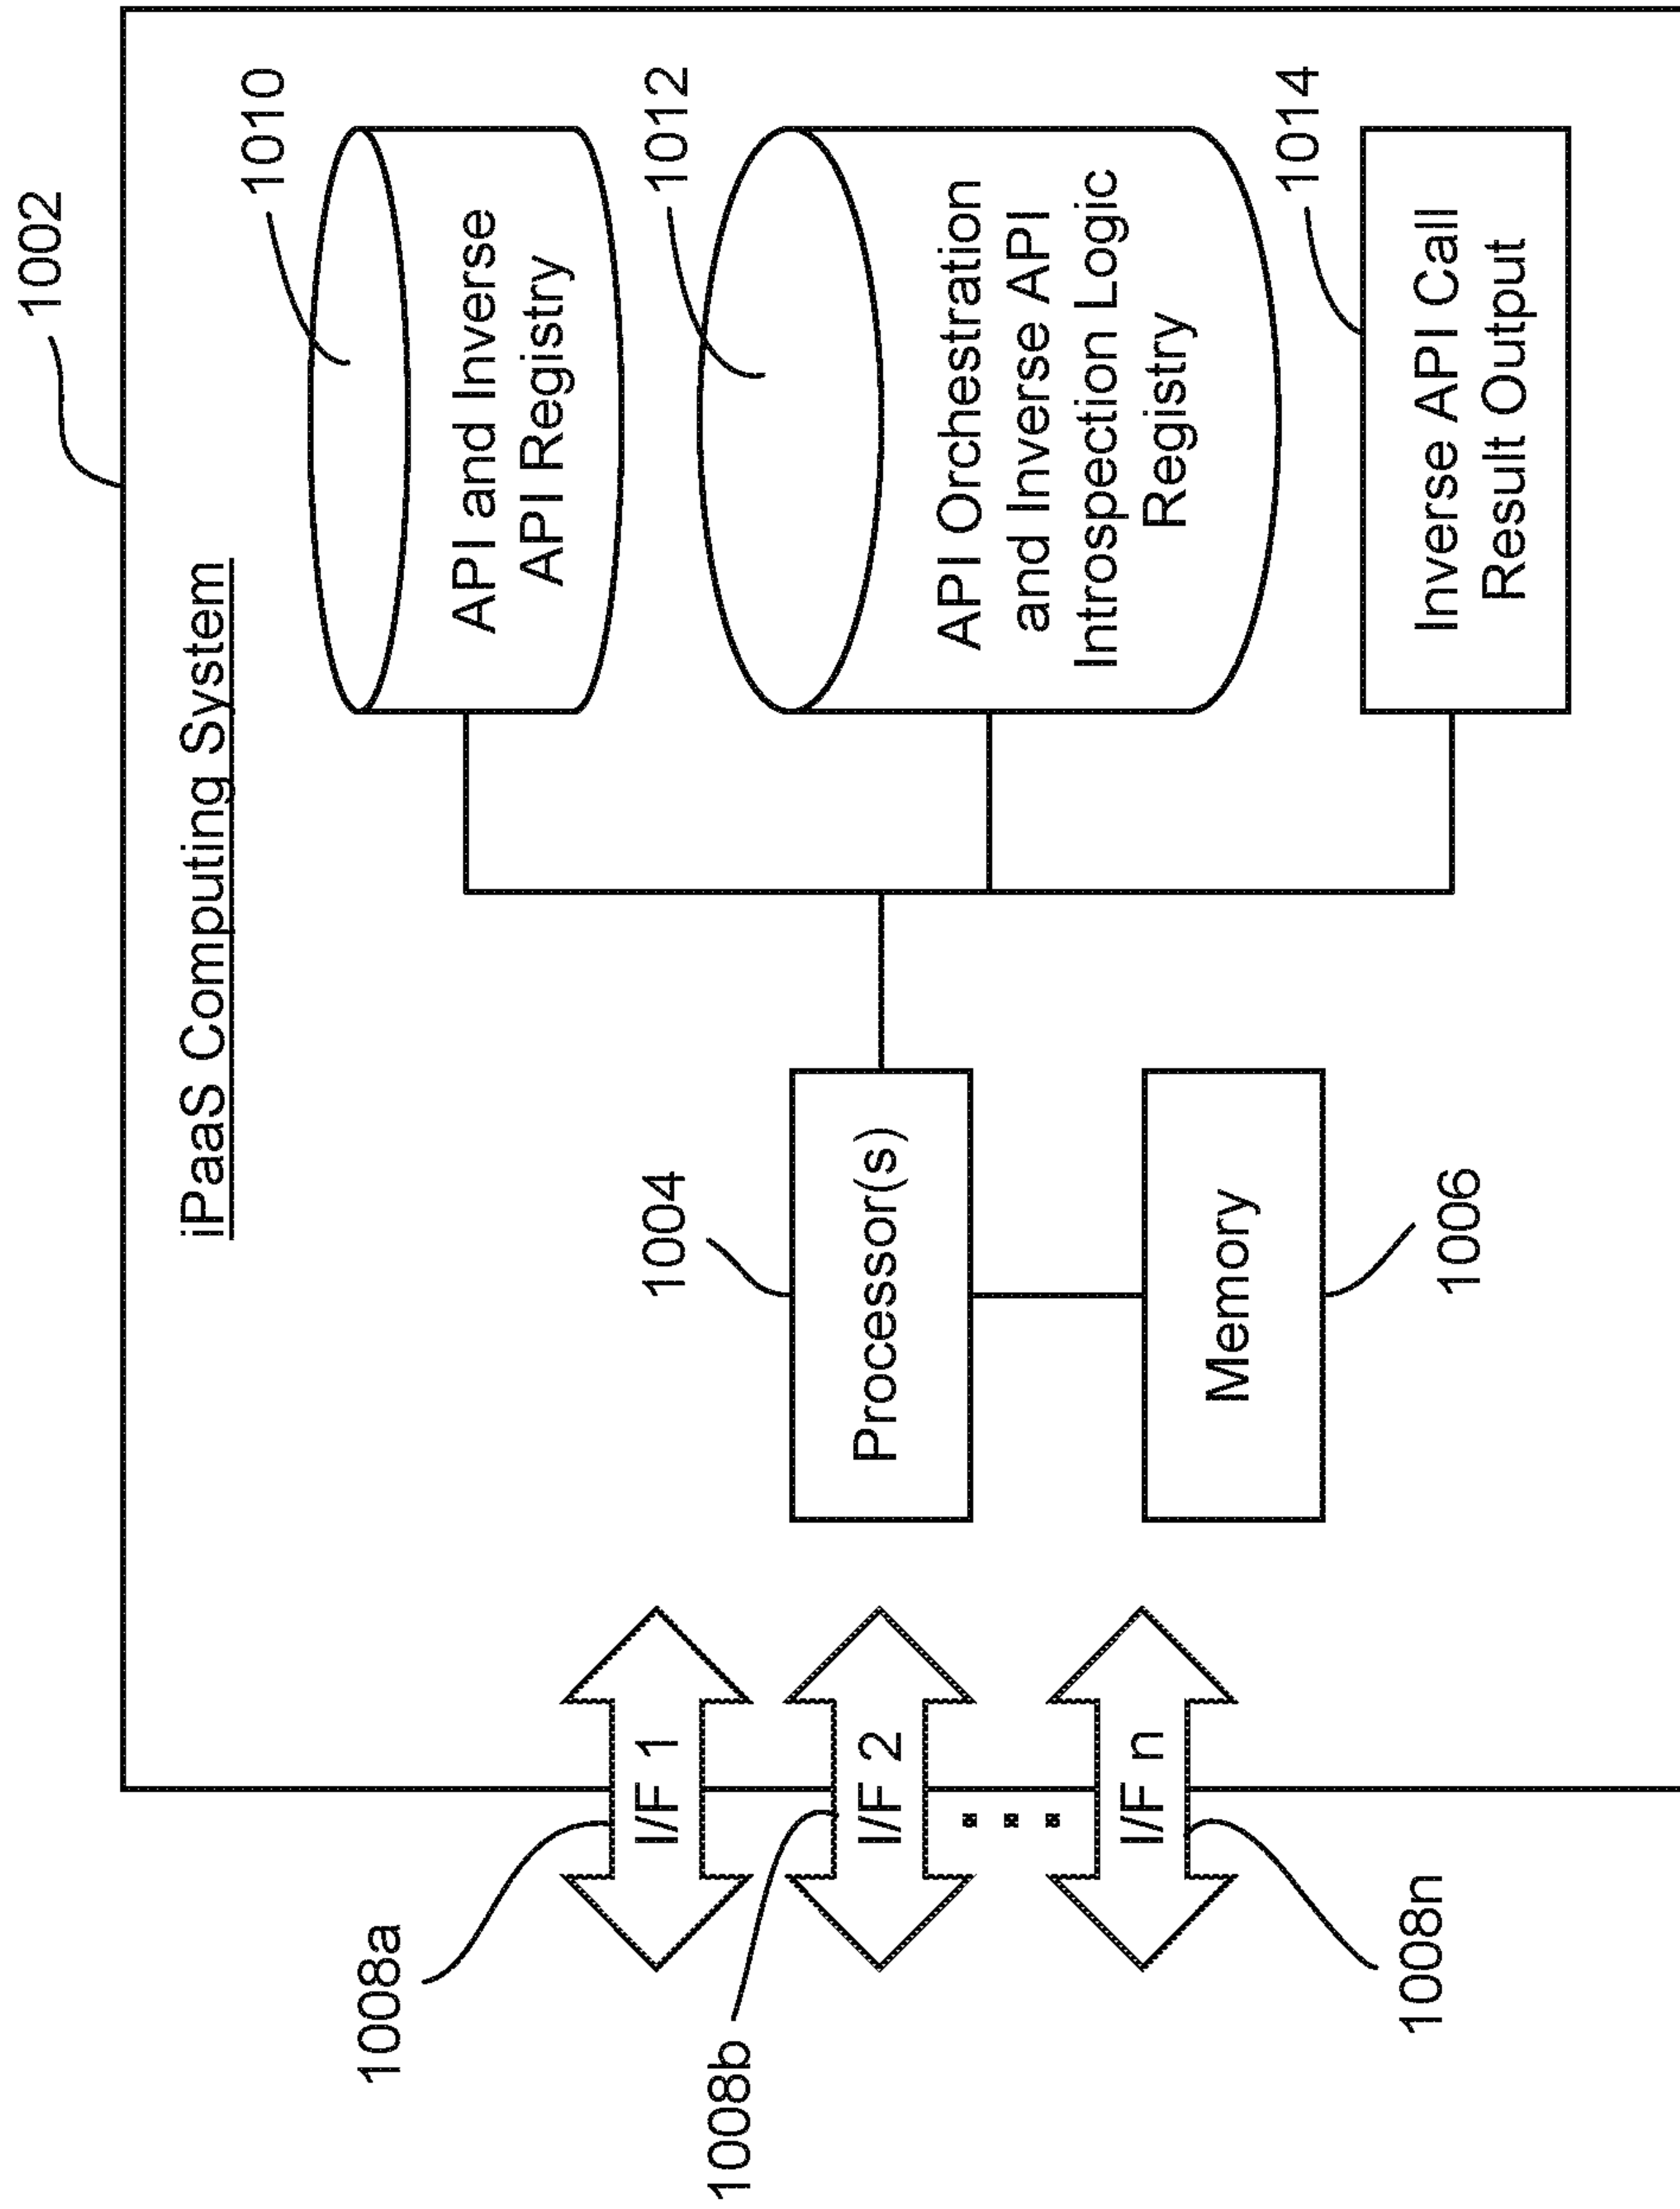 1002
iPaaS Computing System
1010
API and Inverse
API Registry
1012
API Orchestration
and Inverse API
Introspection Logic
Registry
1014
Inverse API Call
Result Output
1004
Processor(s)
Memory
1006
1008a
I/F 1
1008b
I/F 2
I/F n
1008n